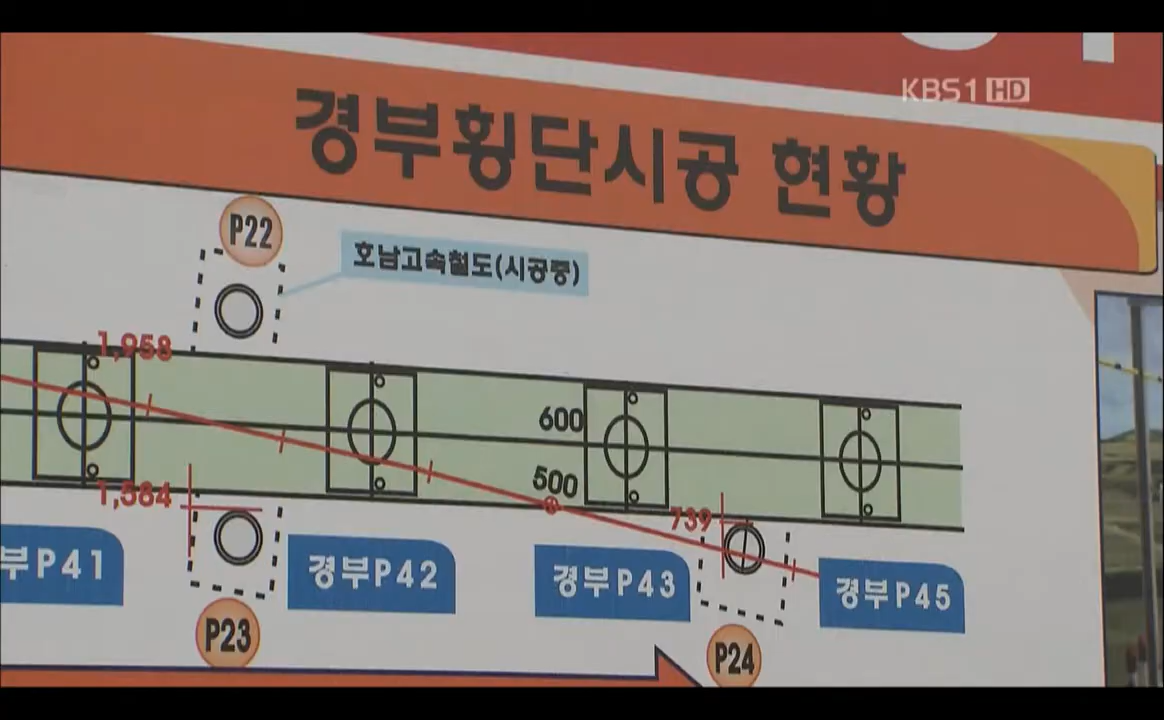 KBS1 HD
경부횡단시공 현황
P22
호남고속철도(시공중)
1,958
600
500
1,584
739
부P41
경부P42
경부P43
경부P45
P23
P24